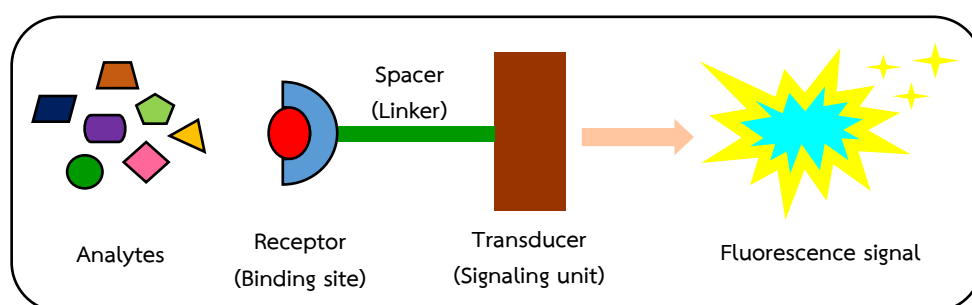 Spacer
(Linker)
Analytes
Receptor
(Binding site)
Transducer
(Signaling unit)
Fluorescence signal